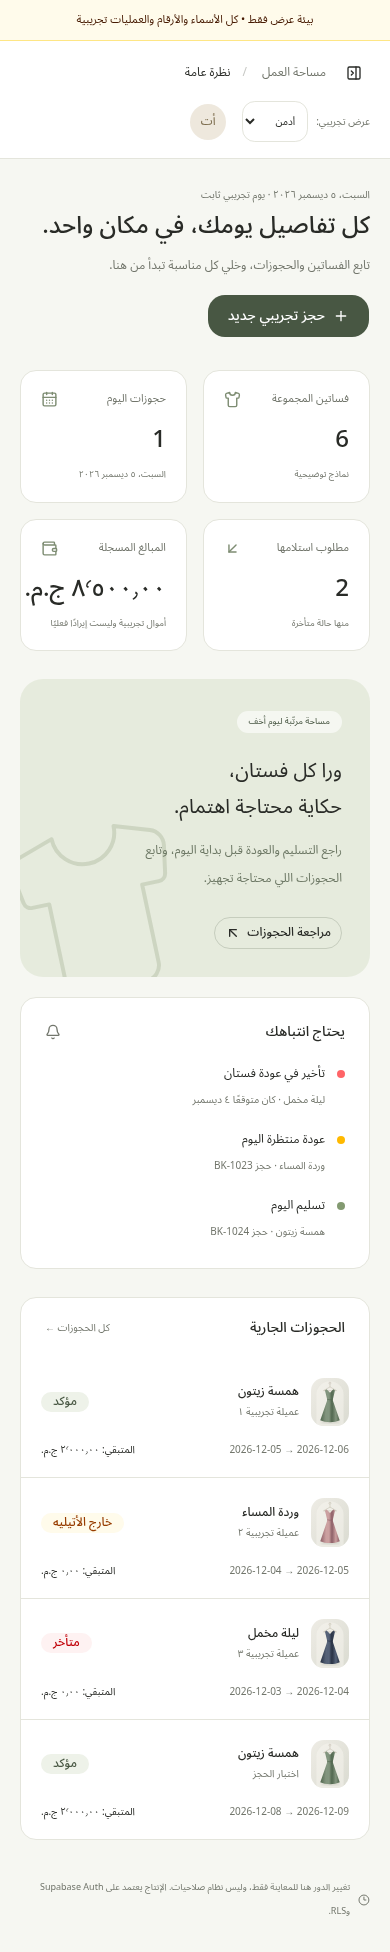 بيئة عرض فقط • كل الأسماء والأرقام والعمليات تجريبية
مساحة العمل / نظرة عامة
عرض تجريبي: ادمن أت
السبت، ٥ ديسمبر ٢٠٢٦ · يوم تجريبي ثابت
كل تفاصيل يومك، في مكان واحد.
تابع الفساتين والحجوزات، وخلي كل مناسبة تبدأ من هنا.
+ حجز تجريبي جديد
فساتين المجموعة
6
نماذج توضيحية
حجوزات اليوم
1
السبت، ٥ ديسمبر ٢٠٢٦
مطلوب استلامها
2
منها حالة متأخرة
المبالغ المسجلة
٨٬٥٠٠٫٠٠ ج.م.
أموال تجريبية وليست إيرادًا فعليًا
مساحة مرتّبة ليوم أخف
ورا كل فستان،
حكاية محتاجة اهتمام.
راجع التسليم والعودة قبل بداية اليوم، وتابع
الحجوزات اللي محتاجة تجهيز.
مراجعة الحجوزات
يحتاج انتباهك
تأخير في عودة فستان
ليلة مخمل · كان متوقعًا ٤ ديسمبر
عودة منتظرة اليوم
وردة المساء · حجز BK-1023
تسليم اليوم
همسة زيتون · حجز BK-1024
الحجوزات الجارية
كل الحجوزات ←
همسة زيتون
عميلة تجريبية ١
مؤكد
2026-12-05 → 2026-12-06
المتبقي: ٢٬٠٠٠٫٠٠ ج.م.
وردة المساء
عميلة تجريبية ٢
خارج الأتيليه
2026-12-04 → 2026-12-05
المتبقي: ٠٫٠٠ ج.م.
ليلة مخمل
عميلة تجريبية ٣
متأخر
2026-12-03 → 2026-12-04
المتبقي: ٠٫٠٠ ج.م.
همسة زيتون
اختبار الحجز
مؤكد
2026-12-08 → 2026-12-09
المتبقي: ٢٬٠٠٠٫٠٠ ج.م.
تغيير الدور هنا للمعاينة فقط، وليس نظام صلاحيات. الإنتاج يعتمد على Supabase Auth
وRLS.